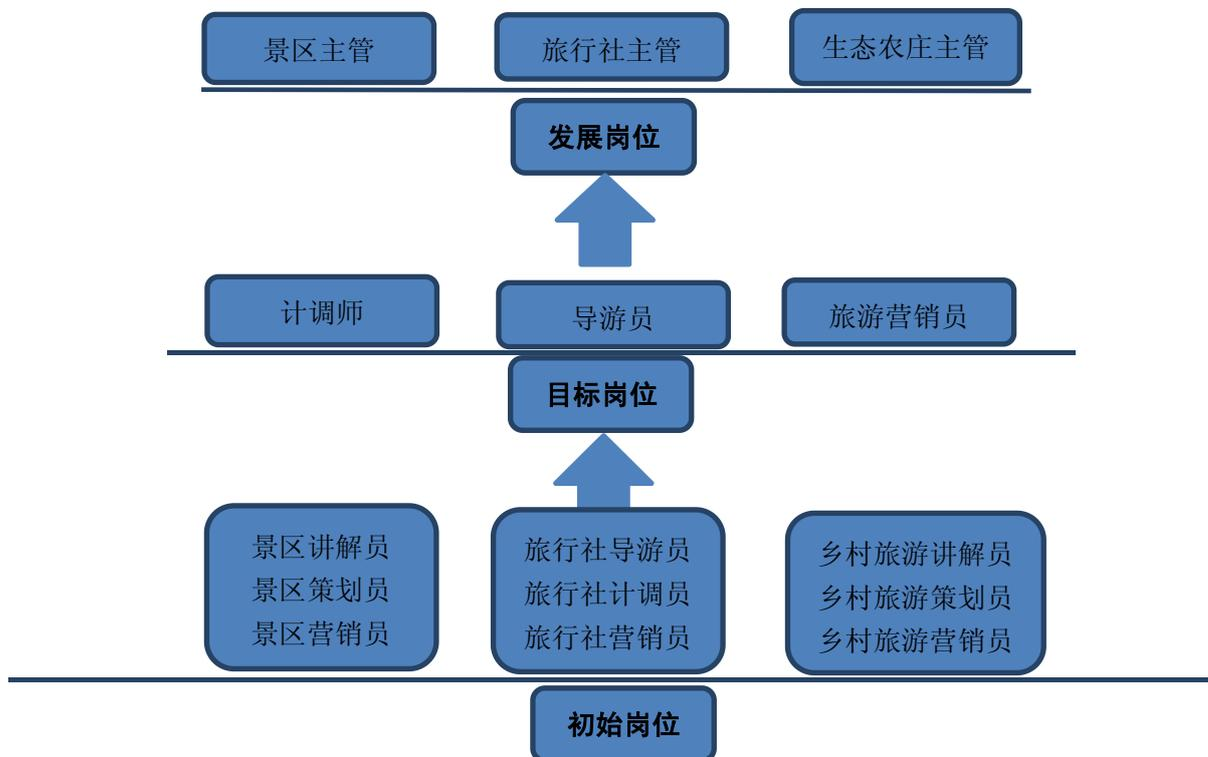 景区主管
旅行社主管
生态农庄主管
发展岗位
计调师
导游员
旅游营销员
目标岗位
景区讲解员
景区策划员
景区营销员
旅行社导游员
旅行社计调员
旅行社营销员
乡村旅游讲解员
乡村旅游策划员
乡村旅游营销员
初始岗位